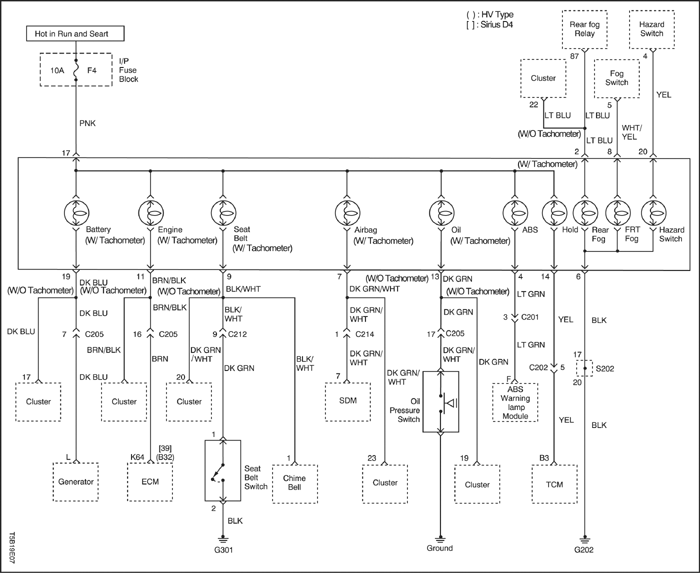 ( ) : HV Type
[ ] : Sirius D4
Hot in Run and Seart
10A
F4
I/P
Fuse
Block
Rear fog
Relay
Hazard
Switch
Cluster
Fog
Switch
87
4
22
5
LT BLU
LT BLU
YEL
(W/O Tachometer)
LT BLU
WHT/
YEL
PNK
17
(W/ Tachometer)
2
8
20
Battery
(W/ Tachometer)
Engine
(W/ Tachometer)
Seat
Belt
(W/ Tachometer)
Airbag
(W/ Tachometer)
Oil
(W/ Tachometer)
ABS
Hold
Rear
Fog
FRT
Fog
Hazard
Switch
19
11
9
7
(W/O Tachometer)
13
4
14
6
DK BLU
BRN/BLK
BLK/WHT
DK GRN/WHT
DK GRN
(W/O Tachometer)
(W/O Tachometer)
(W/O Tachometer)
(W/O Tachometer)
LT GRN
DK BLU
DK BLU
BRN/BLK
BLK/
WHT
DK GRN/
WHT
YEL
BLK
7
C205
16
C205
9
C212
1
C214
17
C205
3
C201
BRN/BLK
BRN
DK GRN
/WHT
DK GRN
BLK/
WHT
DK GRN/
WHT
DK GRN/
WHT
DK GRN
DK GRN
LT GRN
C202
5
17
S202
20
17
DK BLU
20
7
F
Cluster
Cluster
Cluster
SDM
Oil
Pressure
Switch
ABS
Warning
lamp
Module
YEL
BLK
L
K64
[39]
(B32)
1
1
23
19
B3
Generator
ECM
Seat
Belt
Switch
Chime
Bell
Cluster
Cluster
TCM
2
BLK
G301
Ground
G202
T5B19E07